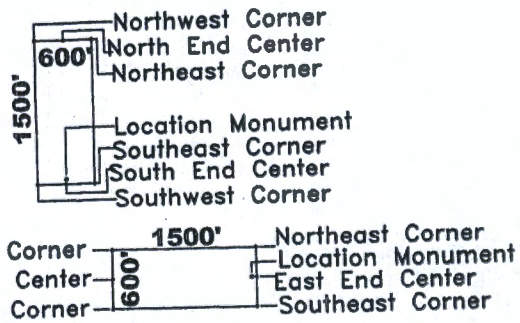 Northwest Corner
North End Center
600'
Northeast Corner
1500'
Location Monument
Southeast Corner
South End Center
Southwest Corner
1500'
Northeast Corner
Corner
Location Monument
Center
600'
East End Center
Corner
Southeast Corner